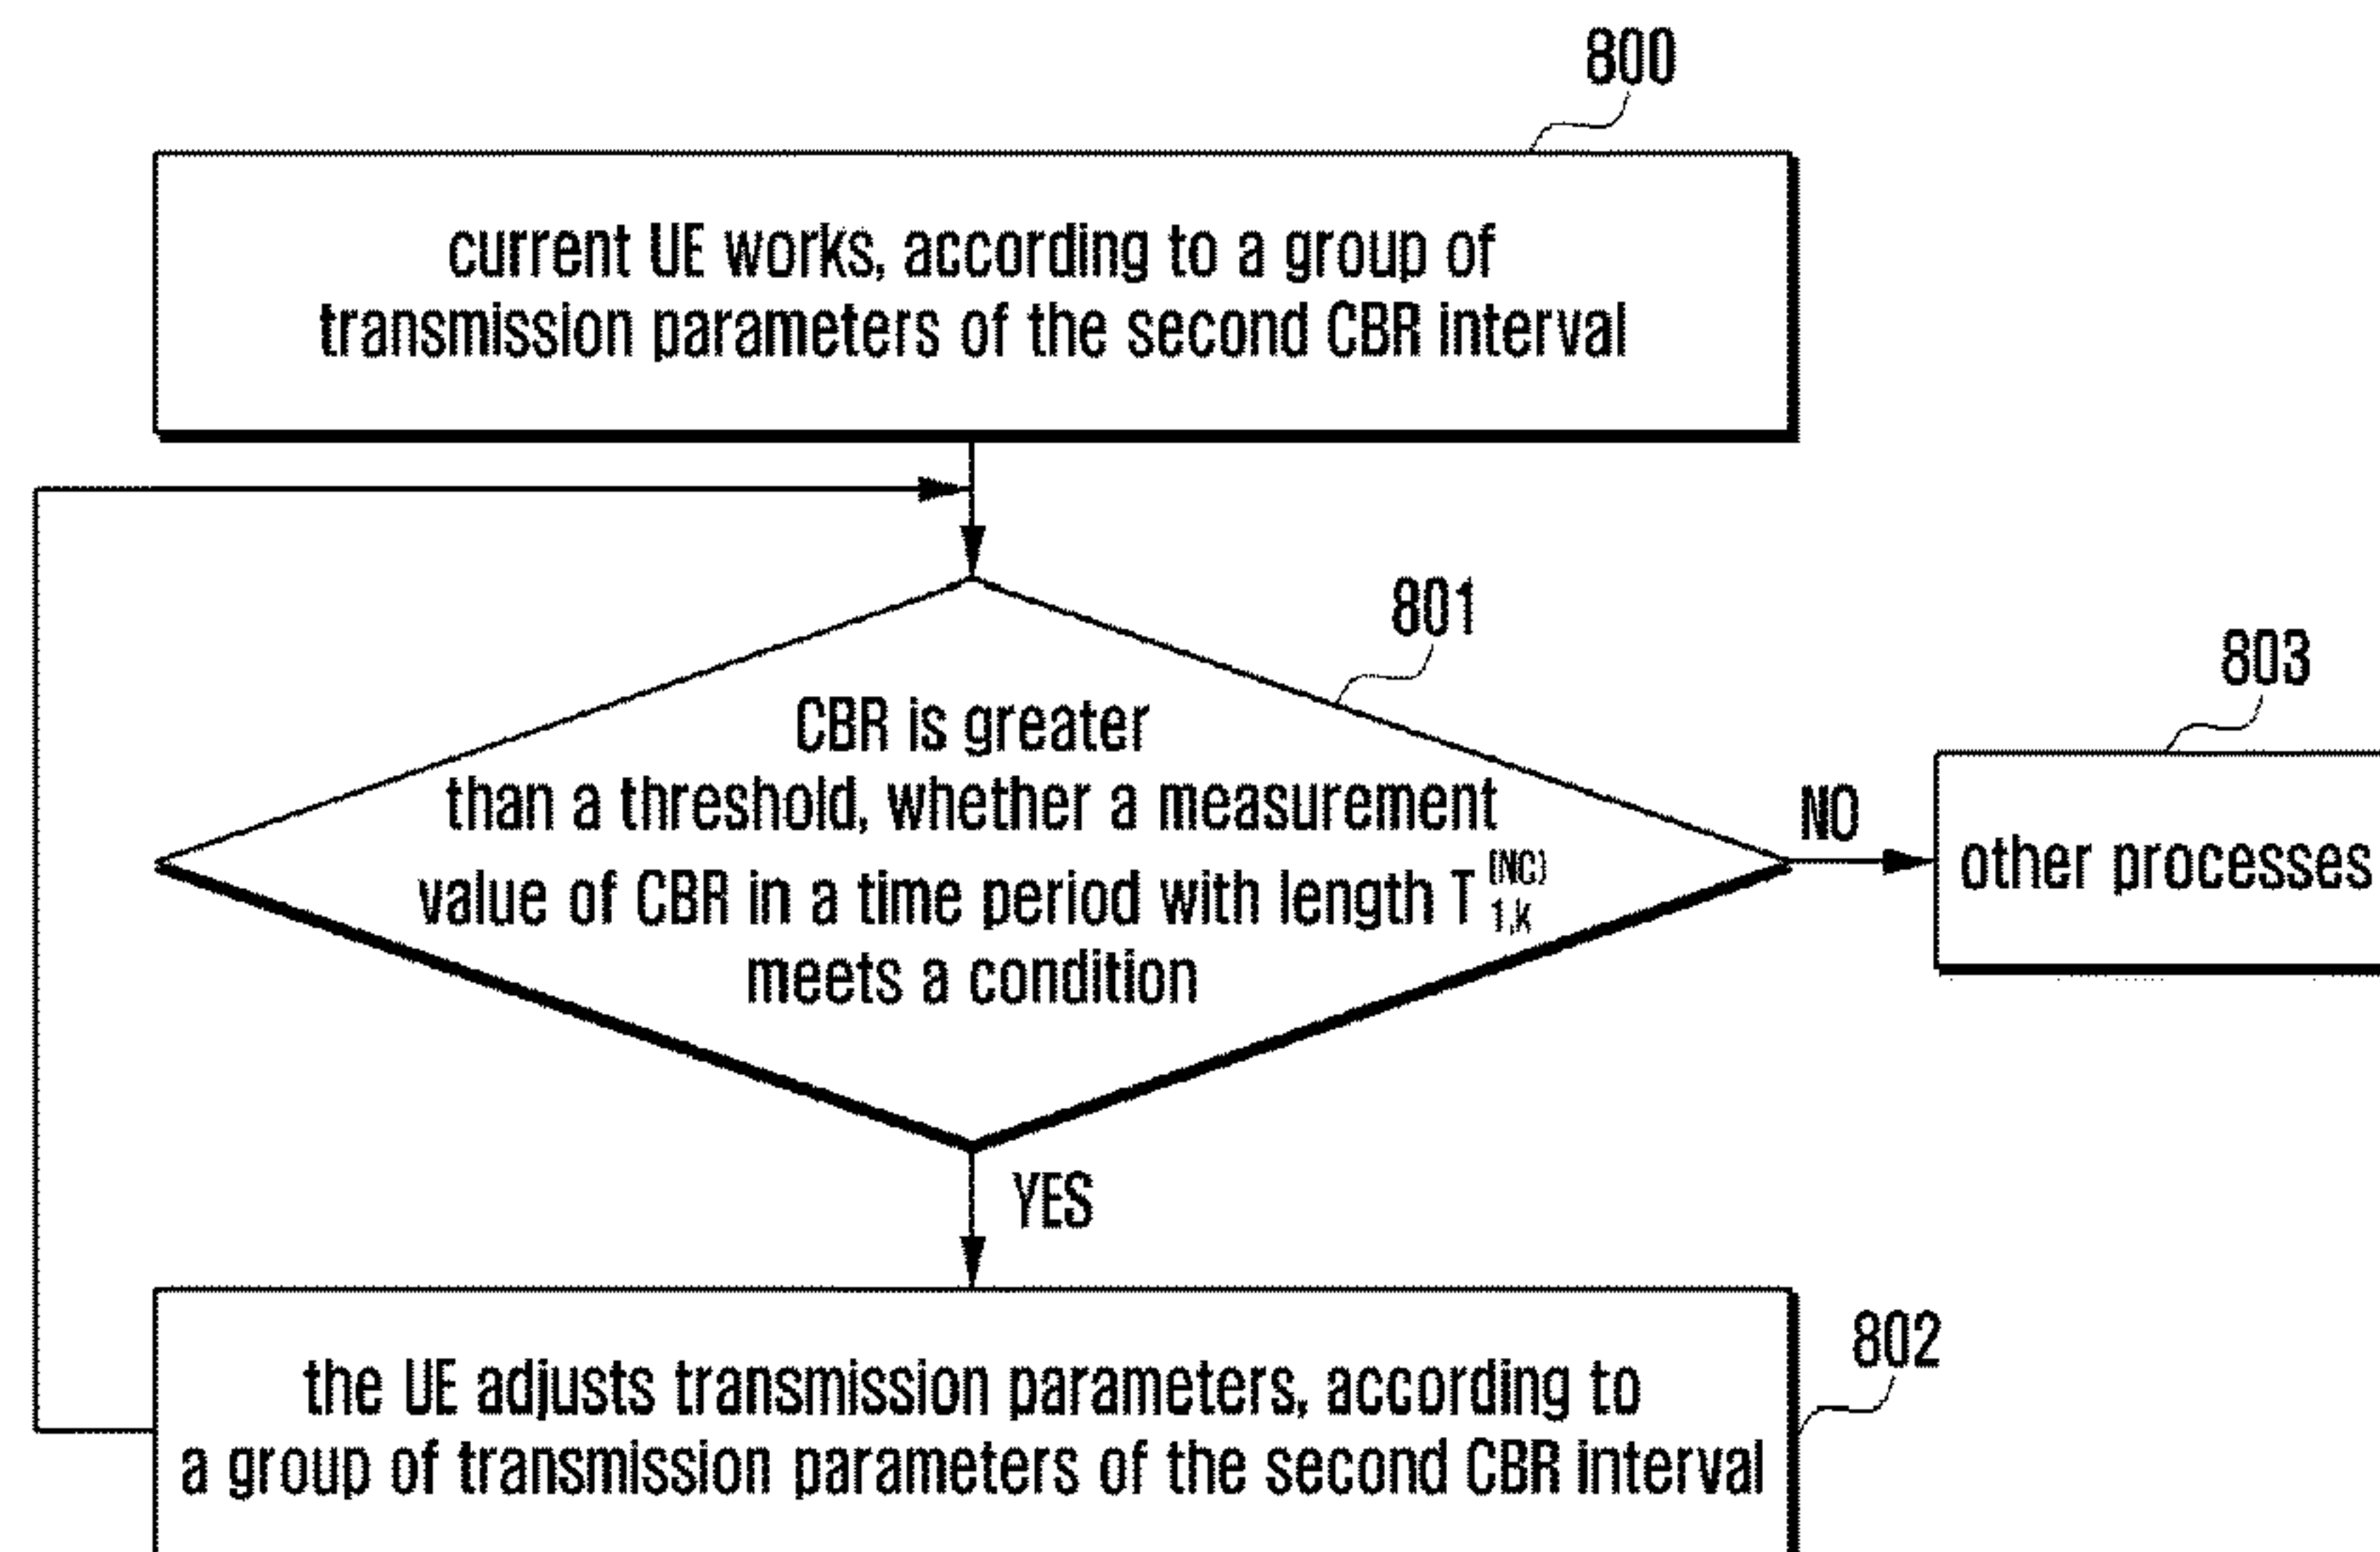 800
current UE works, according to a group of
transmission parameters of the second CBR interval
801
CBR is greater
than a threshold, whether a measurement
value of CBR in a time period with length T (NC) 1,k
meets a condition
NO
803
other processes
YES
802
the UE adjusts transmission parameters, according to
a group of transmission parameters of the second CBR interval